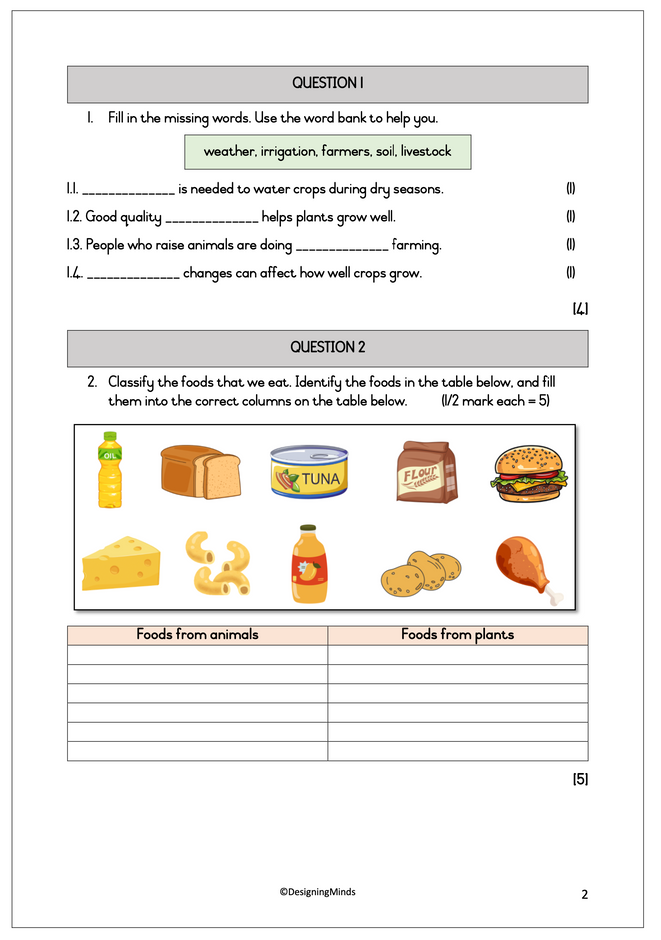 QUESTION 1
1. Fill in the missing words. Use the word bank to help you.
weather, irrigation, farmers, soil, livestock
1.1. ______________ is needed to water crops during dry seasons. (1)
1.2. Good quality ______________ helps plants grow well. (1)
1.3. People who raise animals are doing ______________ farming. (1)
1.4. ______________ changes can affect how well crops grow. (1)
[4]
QUESTION 2
2. Classify the foods that we eat. Identify the foods in the table below, and fill
them into the correct columns on the table below. (1/2 mark each = 5)
OIL
TUNA
FLOUR
Foods from animals Foods from plants
[5]
©DesigningMinds
2